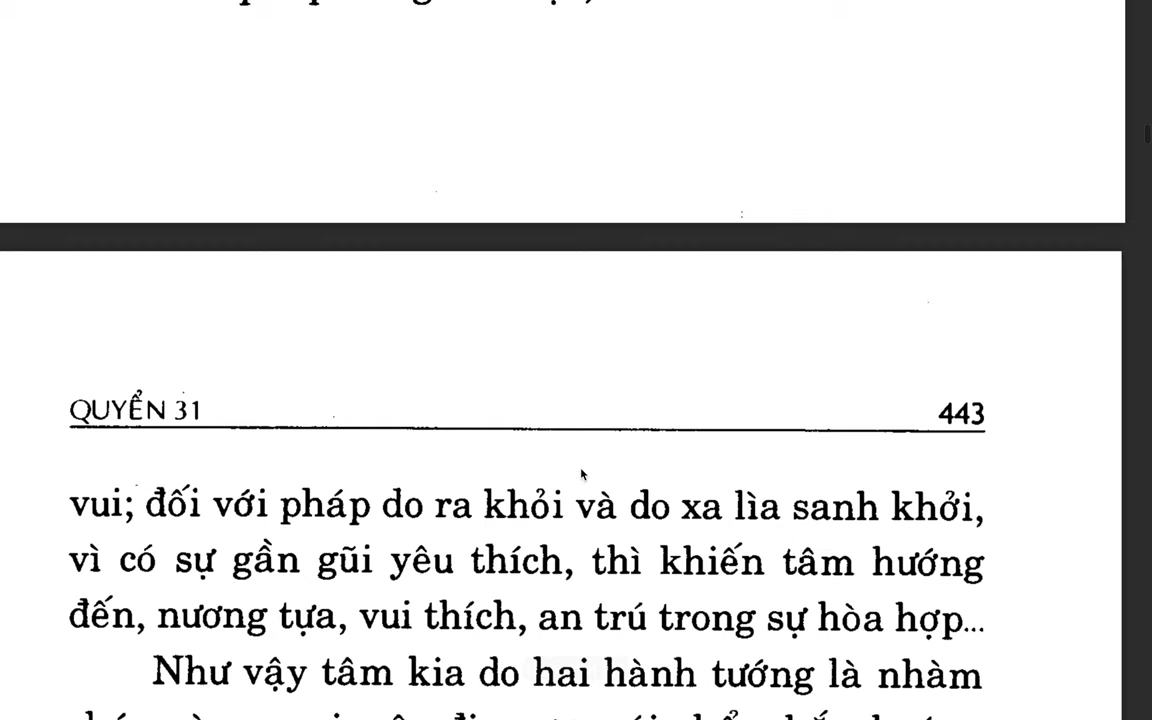 QUYỂN 31 443
vui; đối với pháp do ra khỏi và do xa lìa sanh khởi,
vì có sự gần gũi yêu thích, thì khiến tâm hướng
đến, nương tựa, vui thích, an trú trong sự hòa hợp...
Như vậy tâm kia do hai hành tướng là nhàm